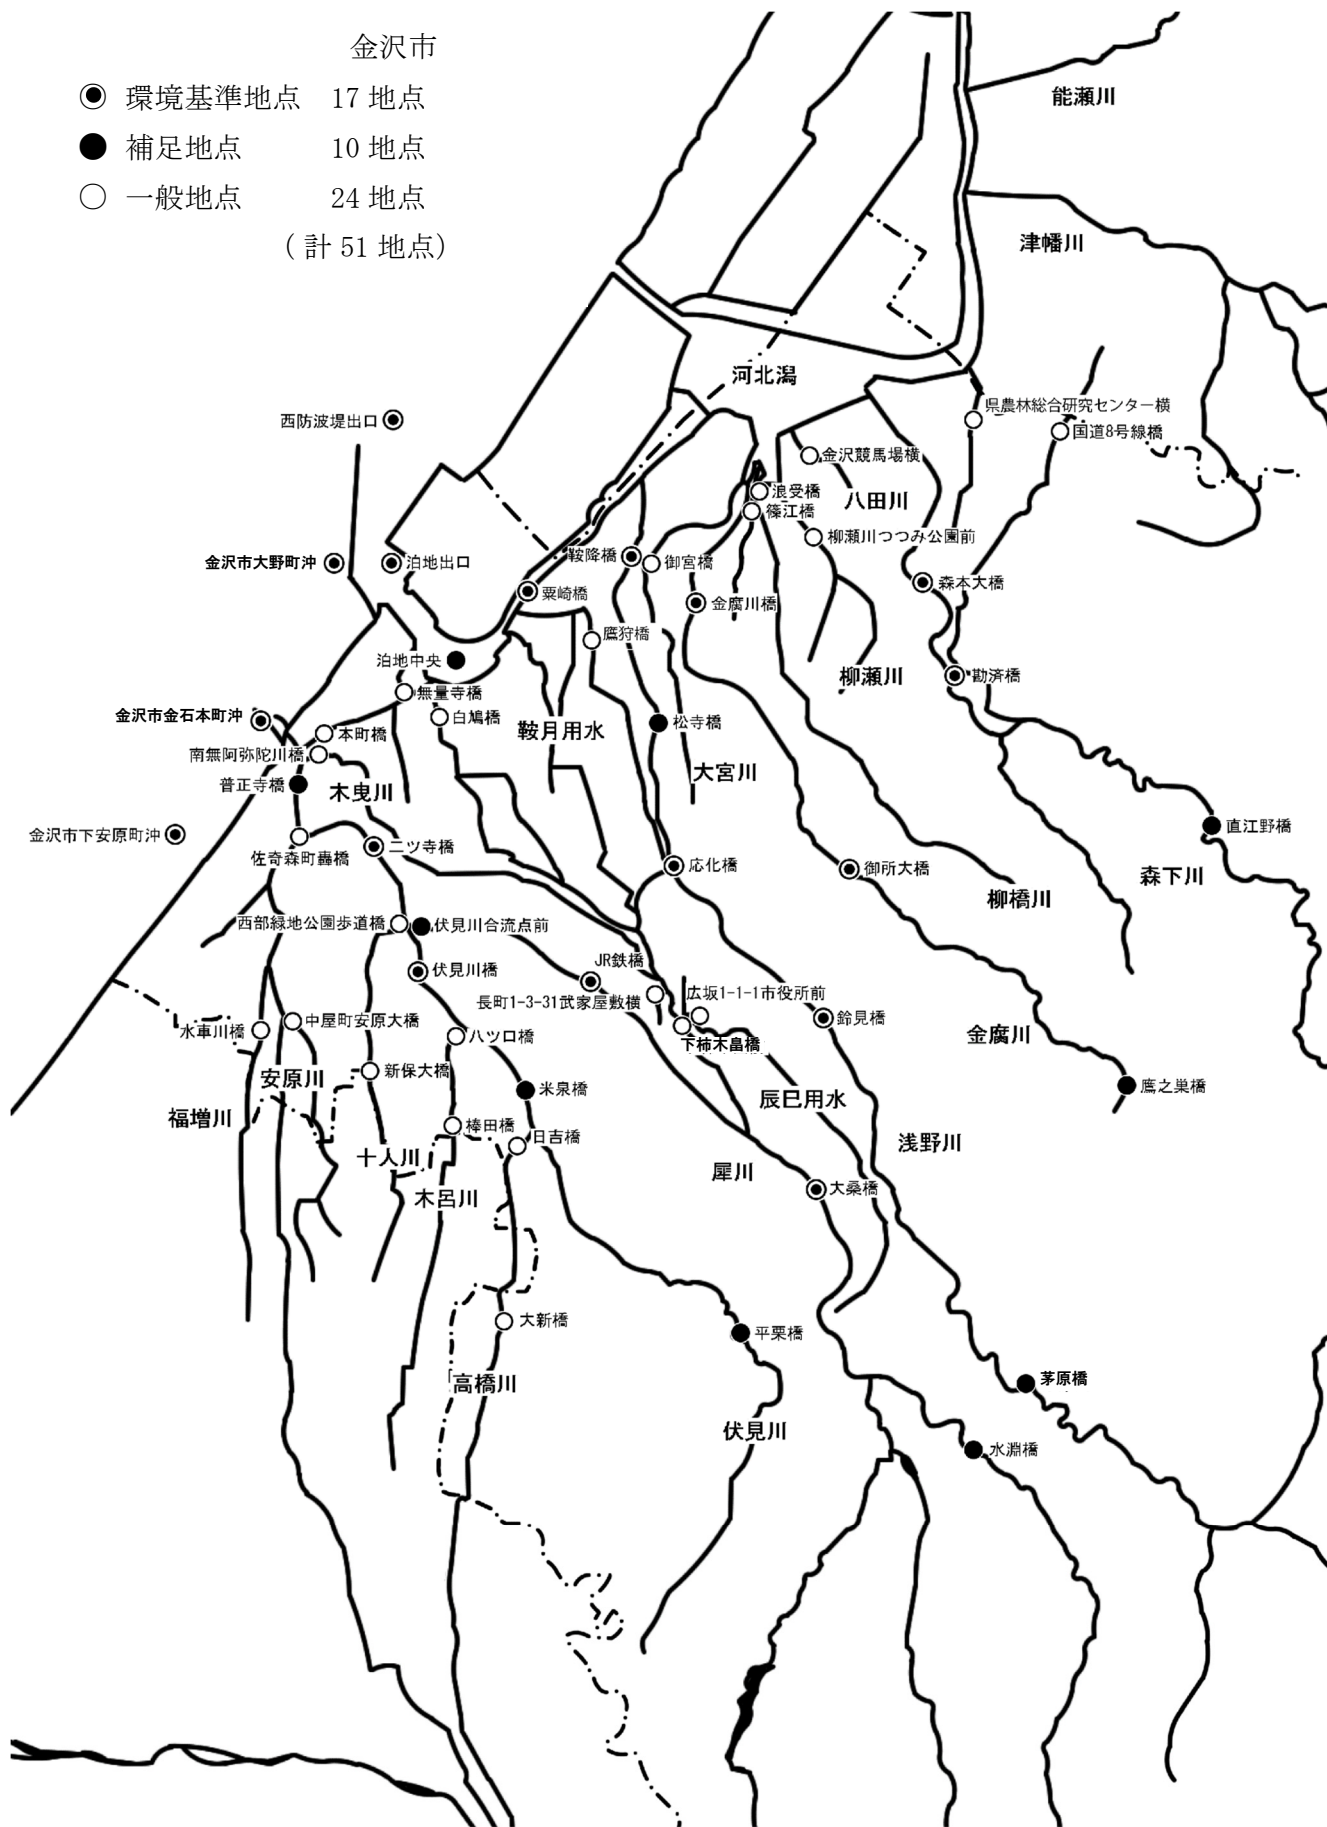 金沢市
◉ 環境基準地点 17 地点
● 補足地点 10 地点
○ 一般地点 24 地点
( 計 51 地点)
能瀬川
津幡川
河北潟
県農林総合研究センター横
西防波堤出口
国道8号線橋
金沢競馬場横
浪受橋
八田川
篠江橋
柳瀬川つつみ公園前
鞍降橋
御宮橋
金沢市大野町沖
泊地出口
森本大橋
粟崎橋
金腐川橋
鷹狩橋
泊地中央
柳瀬川
勘済橋
無量寺橋
金沢市金石本町沖
白鳩橋
松寺橋
鞍月用水
本町橋
南無阿弥陀川橋
大宮川
普正寺橋
木曳川
直江野橋
金沢市下安原町沖
二ツ寺橋
佐奇森町轟橋
応化橋
御所大橋
森下川
柳橋川
西部緑地公園歩道橋
伏見川合流点前
JR鉄橋
伏見川橋
広坂1-1-1市役所前
長町1-3-31武家屋敷横
鈴見橋
中屋町安原大橋
水車川橋
八ツ口橋
金腐川
下柿木畠橋
新保大橋
安原川
米泉橋
鷹之巣橋
辰巳用水
福増川
棒田橋
日吉橋
浅野川
十人川
犀川
大桑橋
木呂川
大新橋
平栗橋
高橋川
茅原橋
伏見川
水淵橋